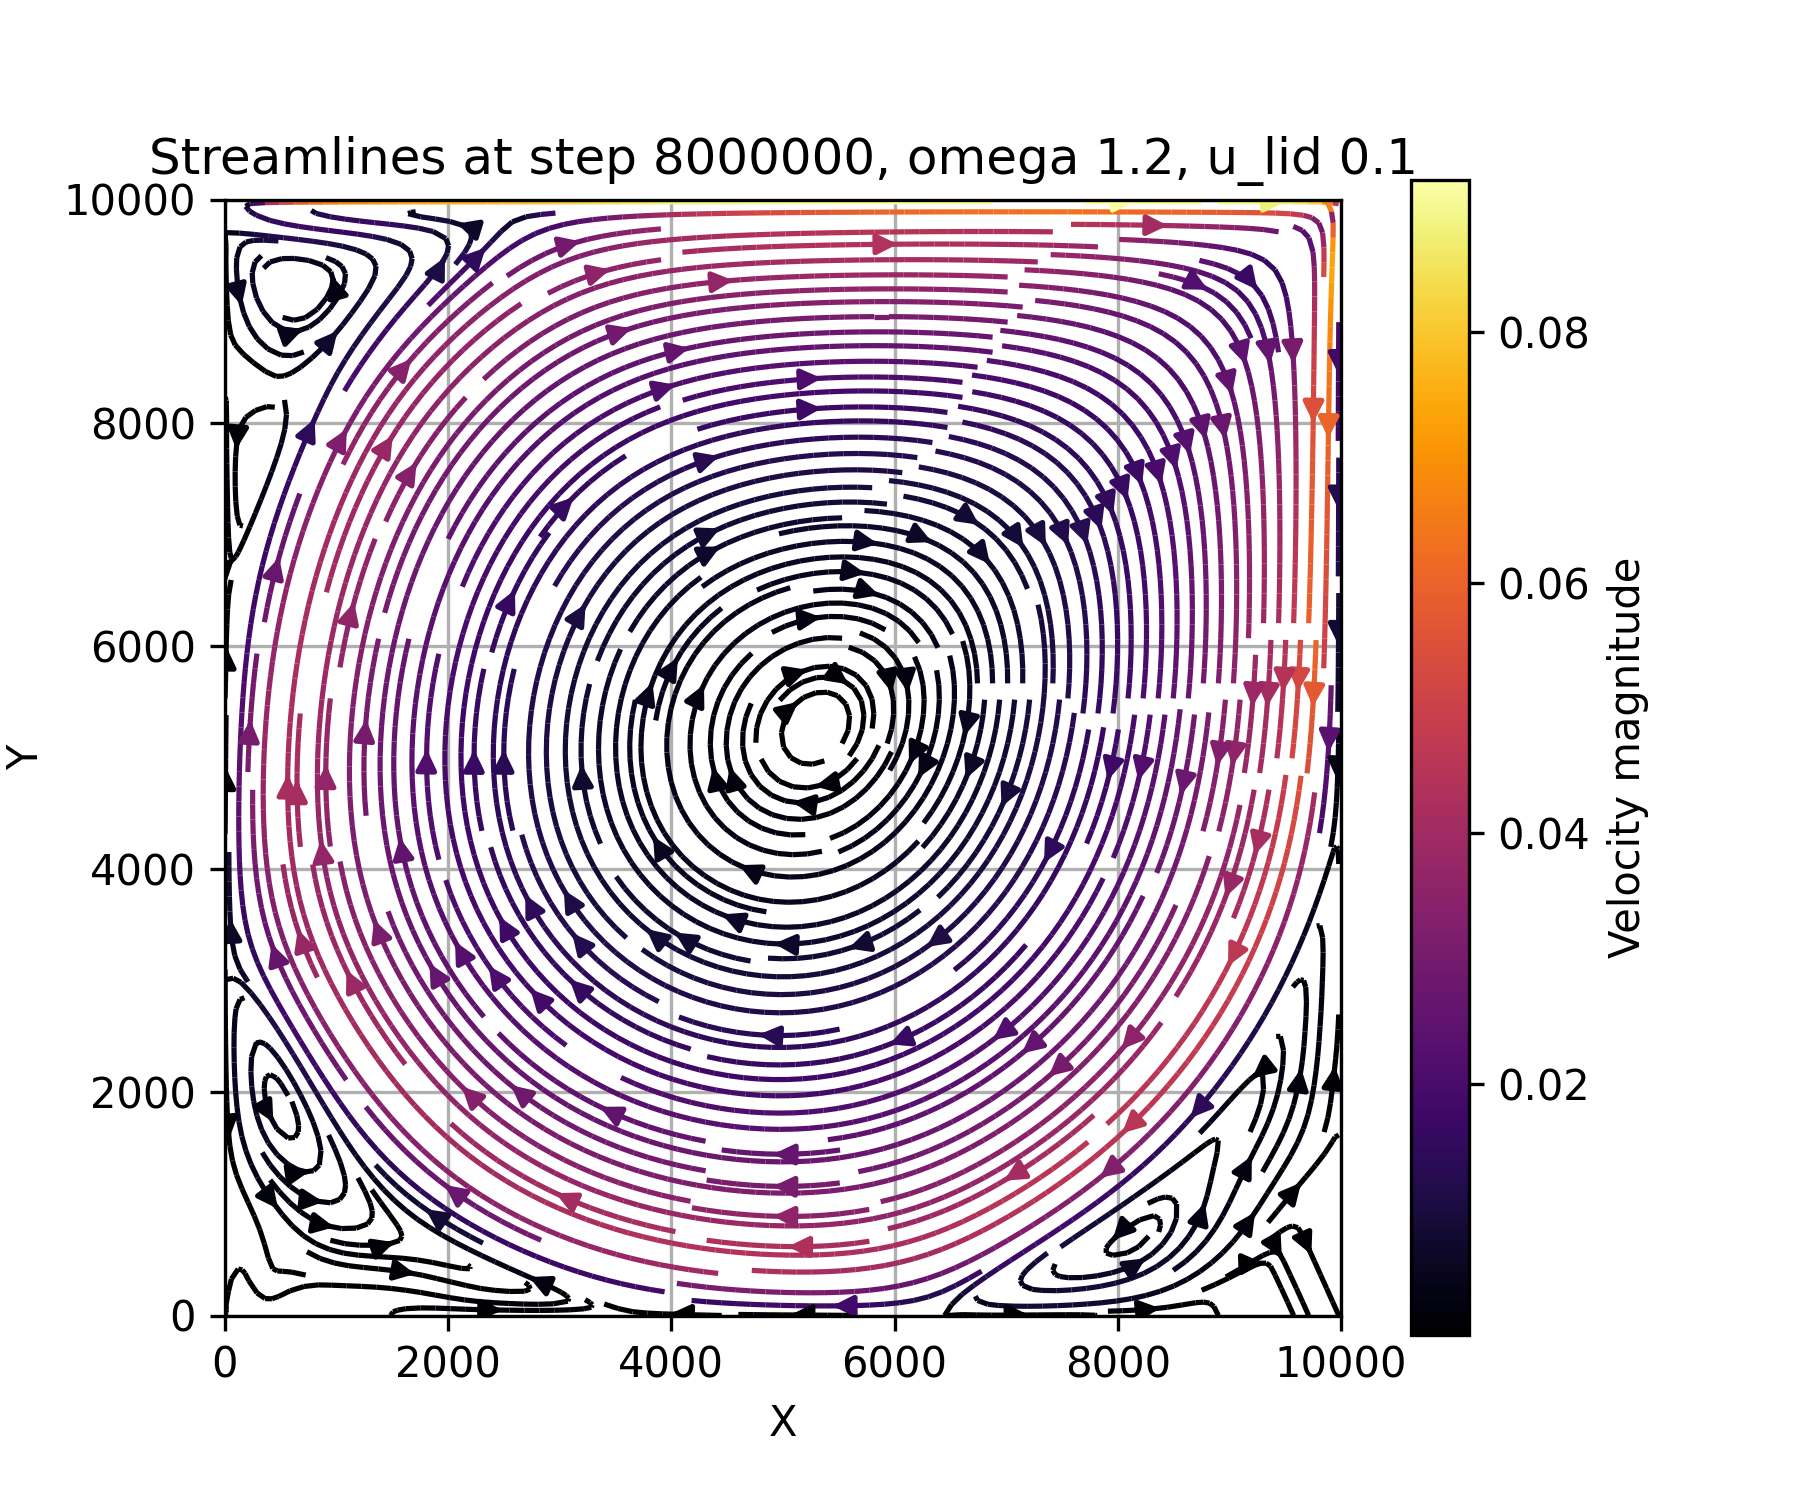 Streamlines at step 8000000, omega 1.2, u_lid 0.1
10000
8000
6000
4000
2000
0
Y
0 2000 4000 6000 8000 10000
X
0.08
0.06
0.04
0.02
Velocity magnitude